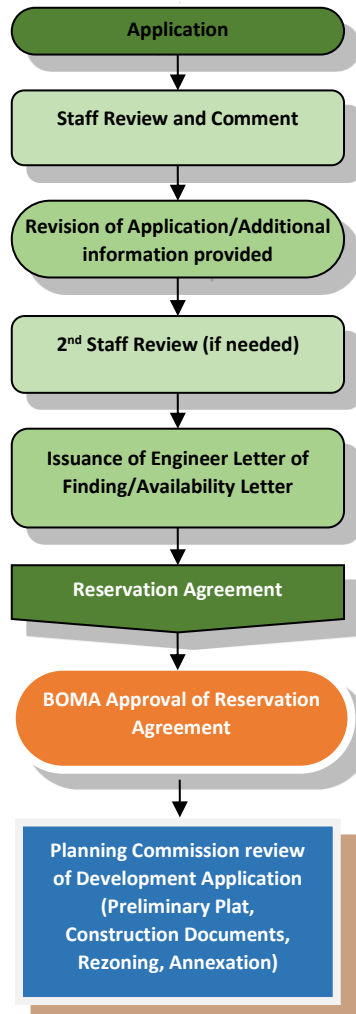 Application
Staff Review and Comment
Revision of Application/Additional
information provided
2nd Staff Review (if needed)
Issuance of Engineer Letter of
Finding/Availability Letter
Reservation Agreement
BOMA Approval of Reservation
Agreement
Planning Commission review
of Development Application
(Preliminary Plat,
Construction Documents,
Rezoning, Annexation)